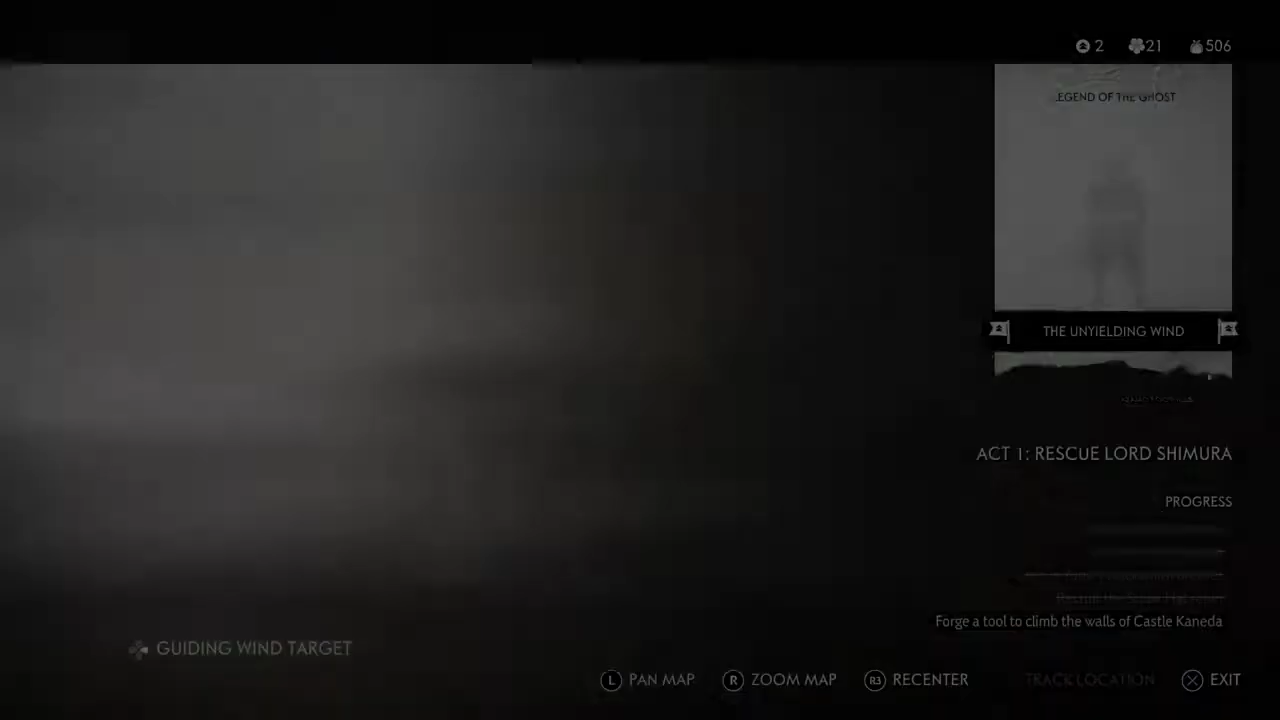 2 21 506
LEGEND OF THE GHOST
THE UNYIELDING WIND
ACT 1: RESCUE LORD SHIMURA
PROGRESS
Forge a tool to climb the walls of Castle Kaneda
GUIDING WIND TARGET
L PAN MAP R ZOOM MAP R3 RECENTER TRACK LOCATION EXIT